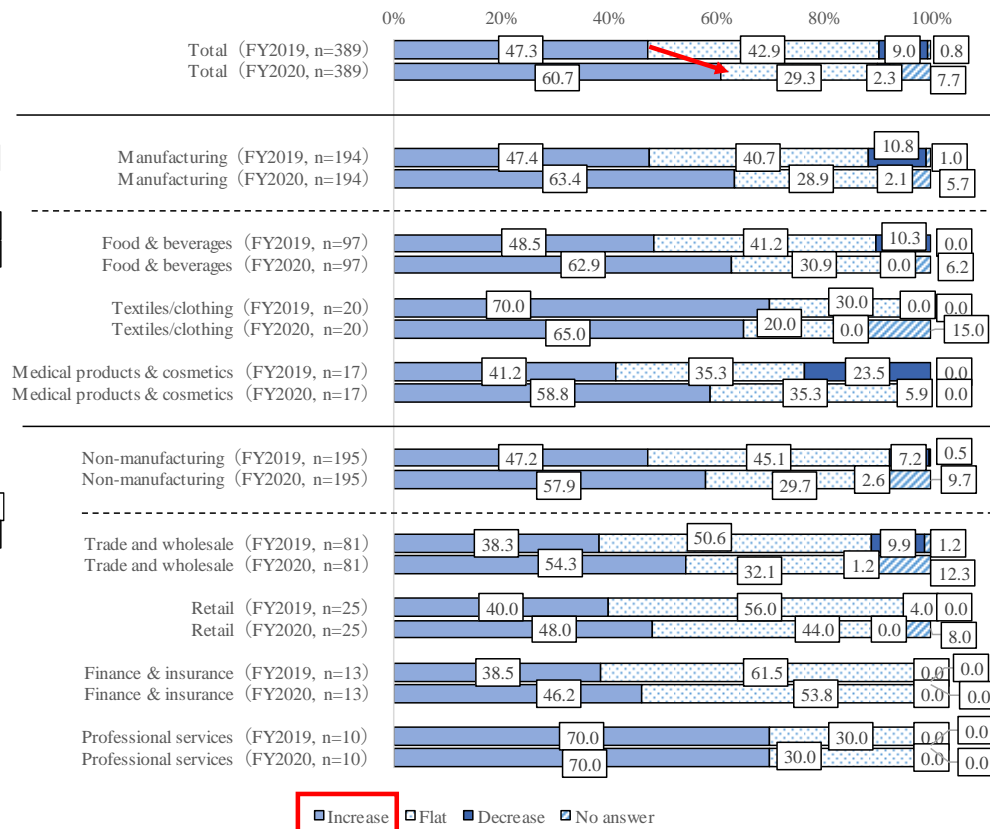 0% 20% 40% 60% 80% 100%
Total (FY2019, n=389) 47.3 42.9 9.0 0.8
Total (FY2020, n=389) 60.7 29.3 2.3 7.7
Manufacturing (FY2019, n=194) 47.4 40.7 10.8 1.0
Manufacturing (FY2020, n=194) 63.4 28.9 2.1 5.7
Food & beverages (FY2019, n=97) 48.5 41.2 10.3 0.0
Food & beverages (FY2020, n=97) 62.9 30.9 0.0 6.2
Textiles/clothing (FY2019, n=20) 70.0 30.0 0.0 0.0
Textiles/clothing (FY2020, n=20) 65.0 20.0 0.0 15.0
Medical products & cosmetics (FY2019, n=17) 41.2 35.3 23.5 0.0
Medical products & cosmetics (FY2020, n=17) 58.8 35.3 5.9 0.0
Non-manufacturing (FY2019, n=195) 47.2 45.1 7.2 0.5
Non-manufacturing (FY2020, n=195) 57.9 29.7 2.6 9.7
Trade and wholesale (FY2019, n=81) 38.3 50.6 9.9 1.2
Trade and wholesale (FY2020, n=81) 54.3 32.1 1.2 12.3
Retail (FY2019, n=25) 40.0 56.0 4.0 0.0
Retail (FY2020, n=25) 48.0 44.0 0.0 8.0
Finance & insurance (FY2019, n=13) 38.5 61.5 0.0 0.0
Finance & insurance (FY2020, n=13) 46.2 53.8 0.0 0.0
Professional services (FY2019, n=10) 70.0 30.0 0.0 0.0
Professional services (FY2020, n=10) 70.0 30.0 0.0 0.0
Increase Flat Decrease No answer